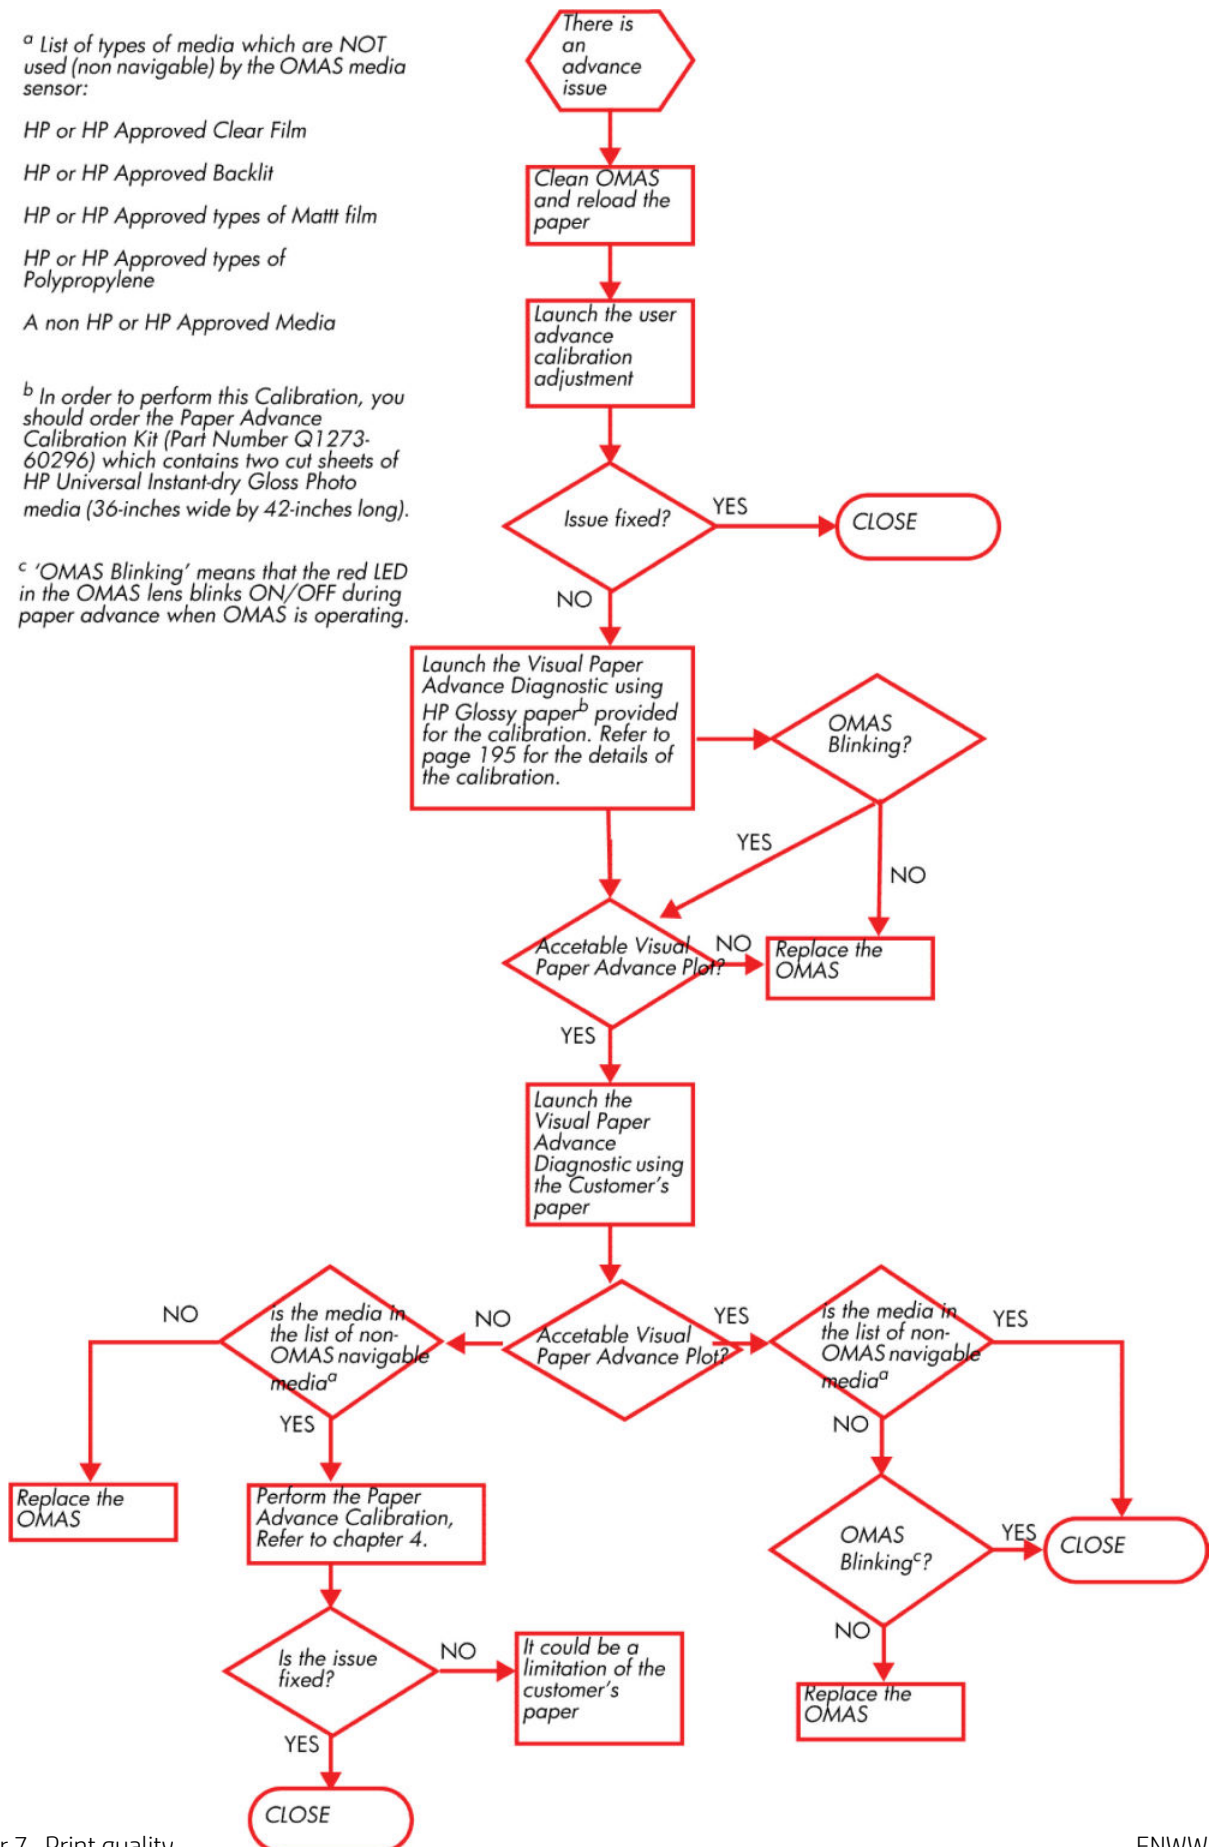 a List of types of media which are NOT
used (non navigable) by the OMAS media
sensor:
HP or HP Approved Clear Film
HP or HP Approved Backlit
HP or HP Approved types of Mattt film
HP or HP Approved types of
Polypropylene
A non HP or HP Approved Media
b In order to perform this Calibration, you
should order the Paper Advance
Calibration Kit (Part Number Q1273-
60296) which contains two cut sheets of
HP Universal Instant-dry Gloss Photo
media (36-inches wide by 42-inches long).
c 'OMAS Blinking' means that the red LED
in the OMAS lens blinks ON/OFF during
paper advance when OMAS is operating.
There is
an
advance
issue
Clean OMAS
and reload the
paper
Launch the user
advance
calibration
adjustment
Issue fixed?
YES
CLOSE
NO
Launch the Visual Paper
Advance Diagnostic using
HP Glossy paperb provided
for the calibration. Refer to
page 195 for the details of
the calibration.
OMAS
Blinking?
YES
NO
Accetable Visual
Paper Advance Plot?
NO
Replace the
OMAS
YES
Launch the
Visual Paper
Advance
Diagnostic using
the Customer's
paper
Accetable Visual
Paper Advance Plot?
NO
YES
is the media in
the list of non-
OMAS navigable
mediaa
NO
YES
Replace the
OMAS
Perform the Paper
Advance Calibration,
Refer to chapter 4.
Is the issue
fixed?
NO
It could be a
limitation of the
customer's
paper
YES
CLOSE
is the media in
the list of non-
OMAS navigable
mediaa
YES
NO
OMAS
Blinkingc?
YES
CLOSE
NO
Replace the
OMAS
r 7 Print quality
ENWW